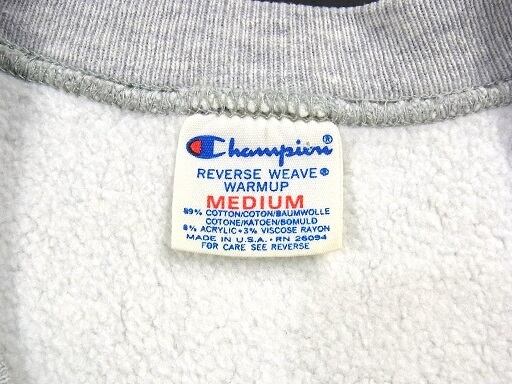 Champion®
REVERSE WEAVE®
WARMUP
MEDIUM
89% COTTON/COTON/BAUMWOLLE
COTONE/KATOEN/BOMULD
8% ACRYLIC•3% VISCOSE RAYON
MADE IN U.S.A. • RN 26094
FOR CARE SEE REVERSE